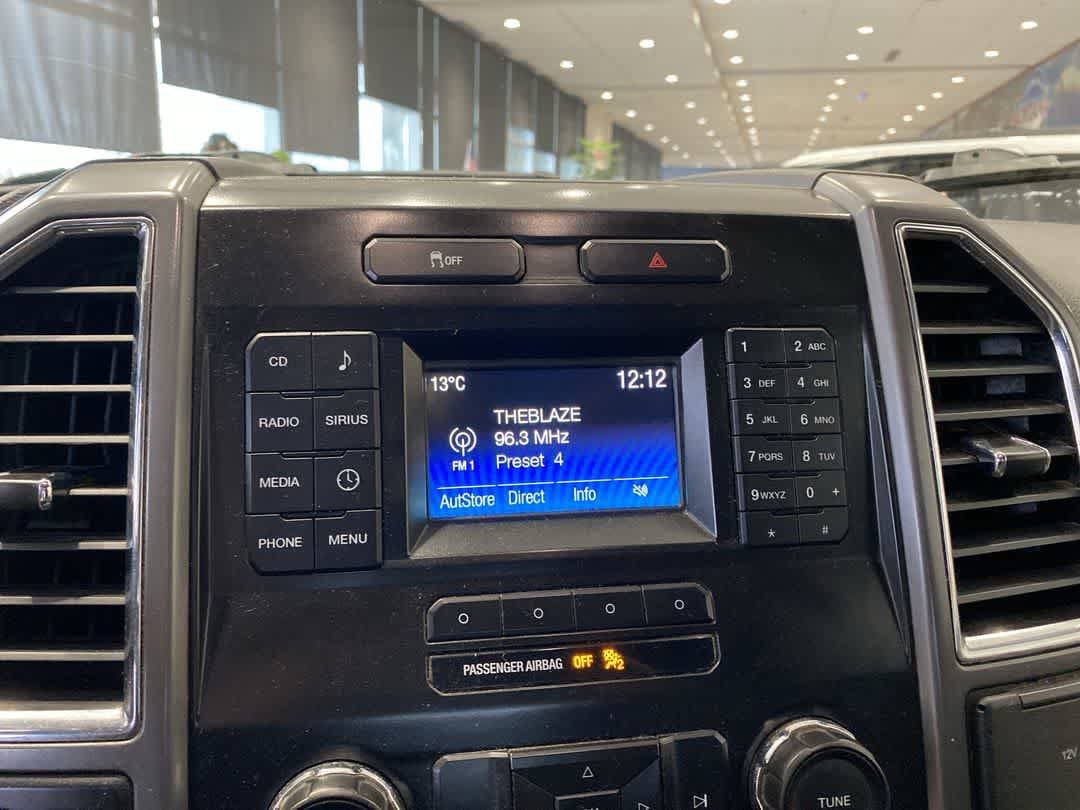 OFF
CD
RADIO SIRIUS
MEDIA
PHONE MENU
13°C 12:12
THEBLAZE
96.3 MHz
FM 1 Preset 4
AutStore Direct Info
1 2 ABC
3 DEF 4 GHI
5 JKL 6 MNO
7 PQRS 8 TUV
9 WXYZ 0 +
* #
PASSENGER AIRBAG OFF 2
TUNE
12V